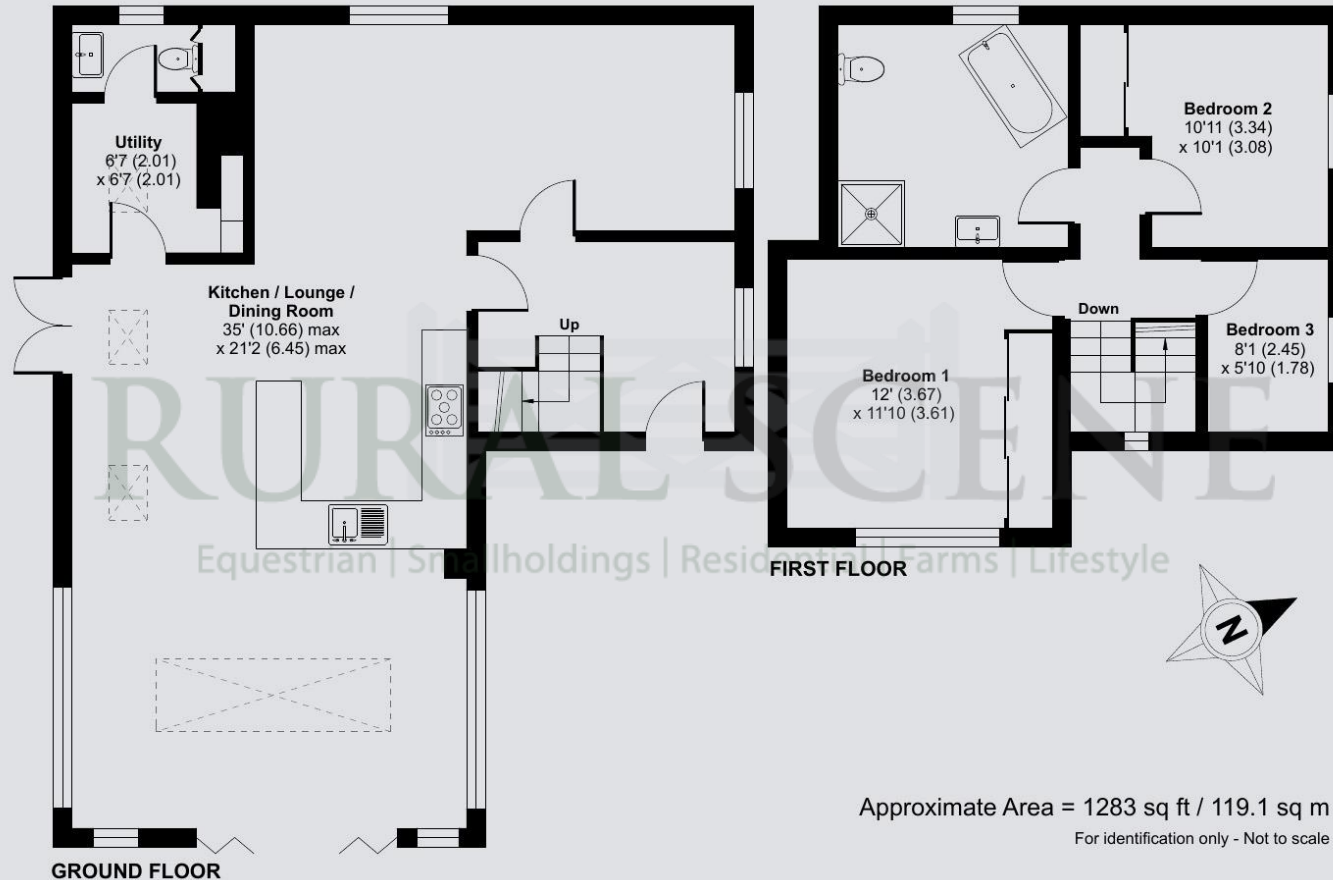 Utility
6'7 (2.01)
x 6'7 (2.01)
Kitchen / Lounge /
Dining Room
35' (10.66) max
x 21'2 (6.45) max
Up
Bedroom 2
10'11 (3.34)
x 10'1 (3.08)
Down
Bedroom 3
8'1 (2.45)
x 5'10 (1.78)
Bedroom 1
12' (3.67)
x 11'10 (3.61)
RURAL SCENE
Equestrian | Smallholdings | Residential | Farms | Lifestyle
FIRST FLOOR
N
Approximate Area = 1283 sq ft / 119.1 sq m
For identification only - Not to scale
GROUND FLOOR